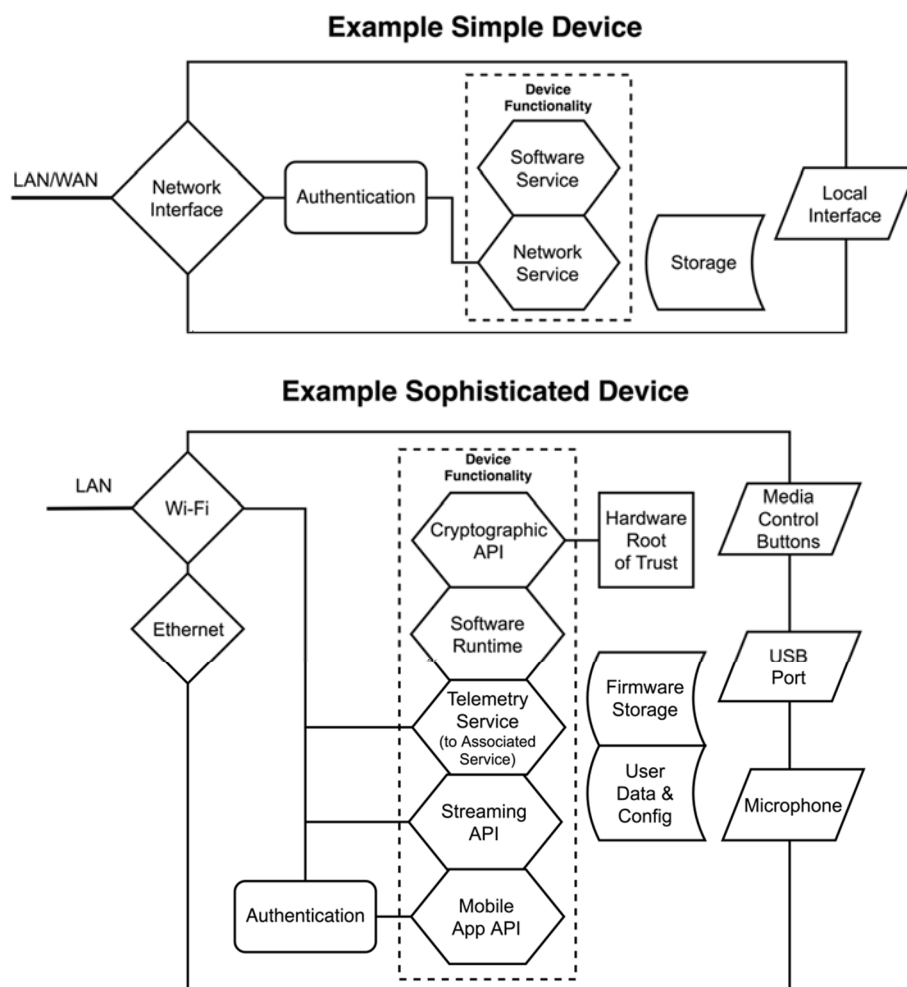 Example Simple Device
Device
Functionality
LAN/WAN
Network
Interface
Authentication
Software
Service
Network
Service
Storage
Local
Interface
Example Sophisticated Device
Device
Functionality
LAN
Wi-Fi
Ethernet
Cryptographic
API
Hardware
Root
of Trust
Media
Control
Buttons
Software
Runtime
USB
Port
Telemetry
Service
(to Associated
Service)
Firmware
Storage
User
Data &
Config
Microphone
Streaming
API
Authentication
Mobile
App API